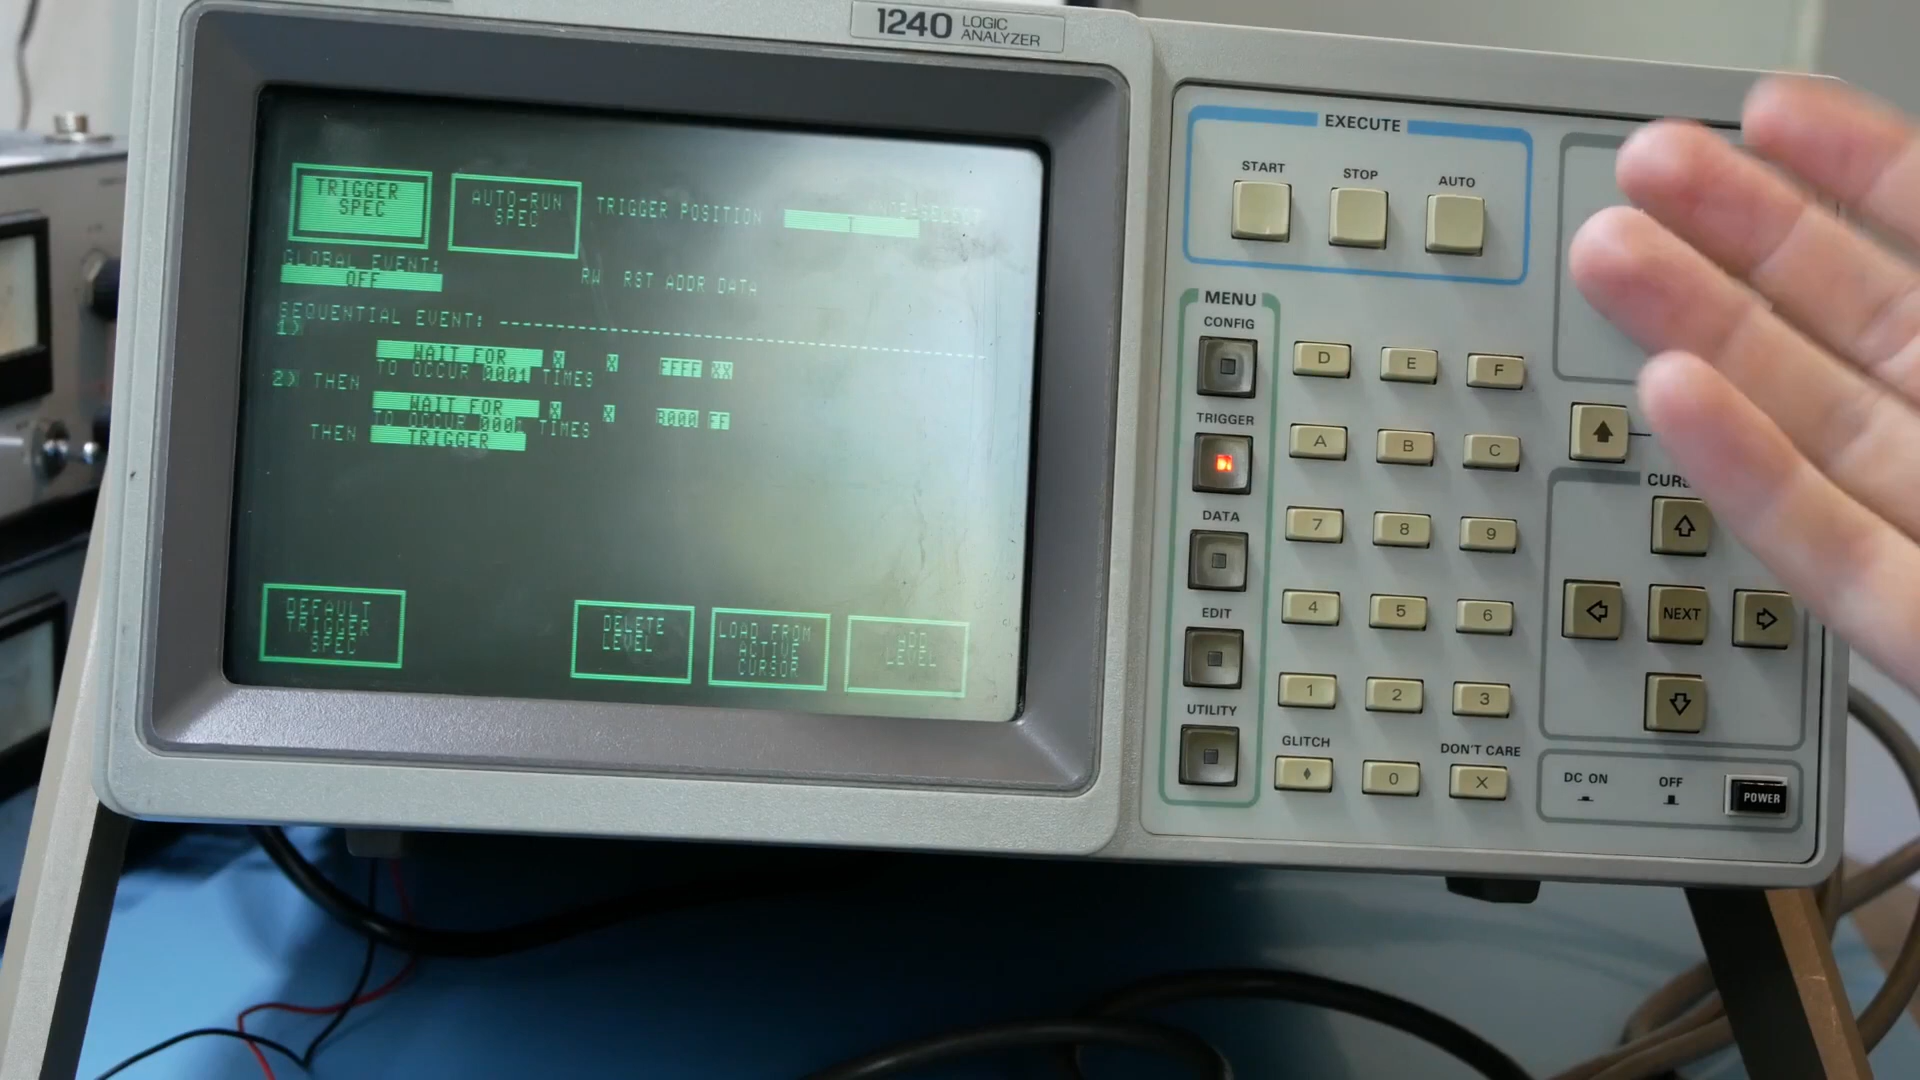 1240 LOGIC ANALYZER
TRIGGER SPEC
AUTO-RUN SPEC
TRIGGER POSITION
GLOBAL EVENT:
OFF
RW RST ADDR DATA
SEQUENTIAL EVENT:
1>
WAIT FOR X X FFFF XX
TO OCCUR 0001 TIMES
2> THEN
WAIT FOR X X 8000 FF
TO OCCUR 0001 TIMES
THEN TRIGGER
DEFAULT TRIGGER SPEC
DELETE LEVEL
LOAD FROM ACTIVE CURSOR
ADD LEVEL
EXECUTE
START
STOP
AUTO
MENU
CONFIG
TRIGGER
DATA
EDIT
UTILITY
D E F
A B C
7 8 9
4 5 6
1 2 3
GLITCH
DON'T CARE
0 X
NEXT
DC ON
OFF
POWER